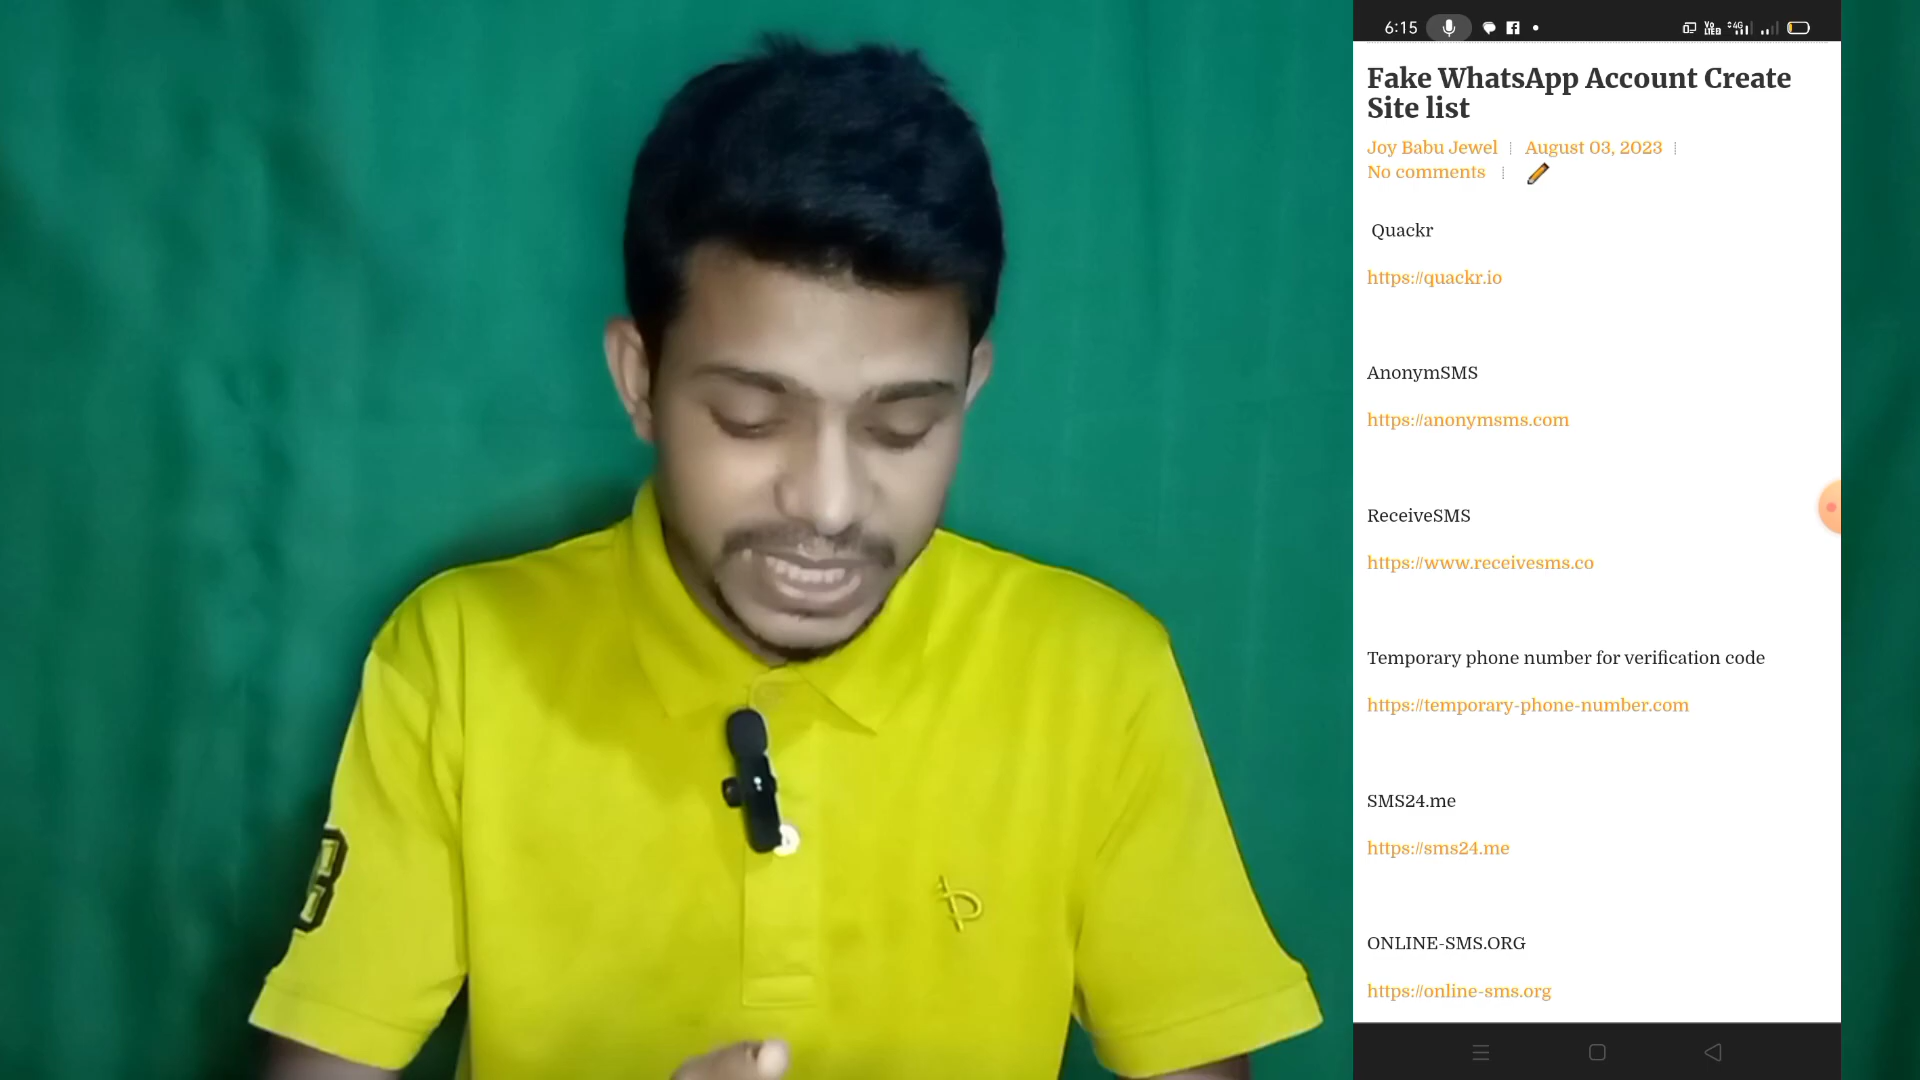 6:15
Fake WhatsApp Account Create
Site list
Joy Babu Jewel
August 03, 2023
No comments
Quackr
https://quackr.io
AnonymSMS
https://anonymsms.com
ReceiveSMS
https://www.receivesms.co
Temporary phone number for verification code
https://temporary-phone-number.com
SMS24.me
https://sms24.me
ONLINE-SMS.ORG
https://online-sms.org